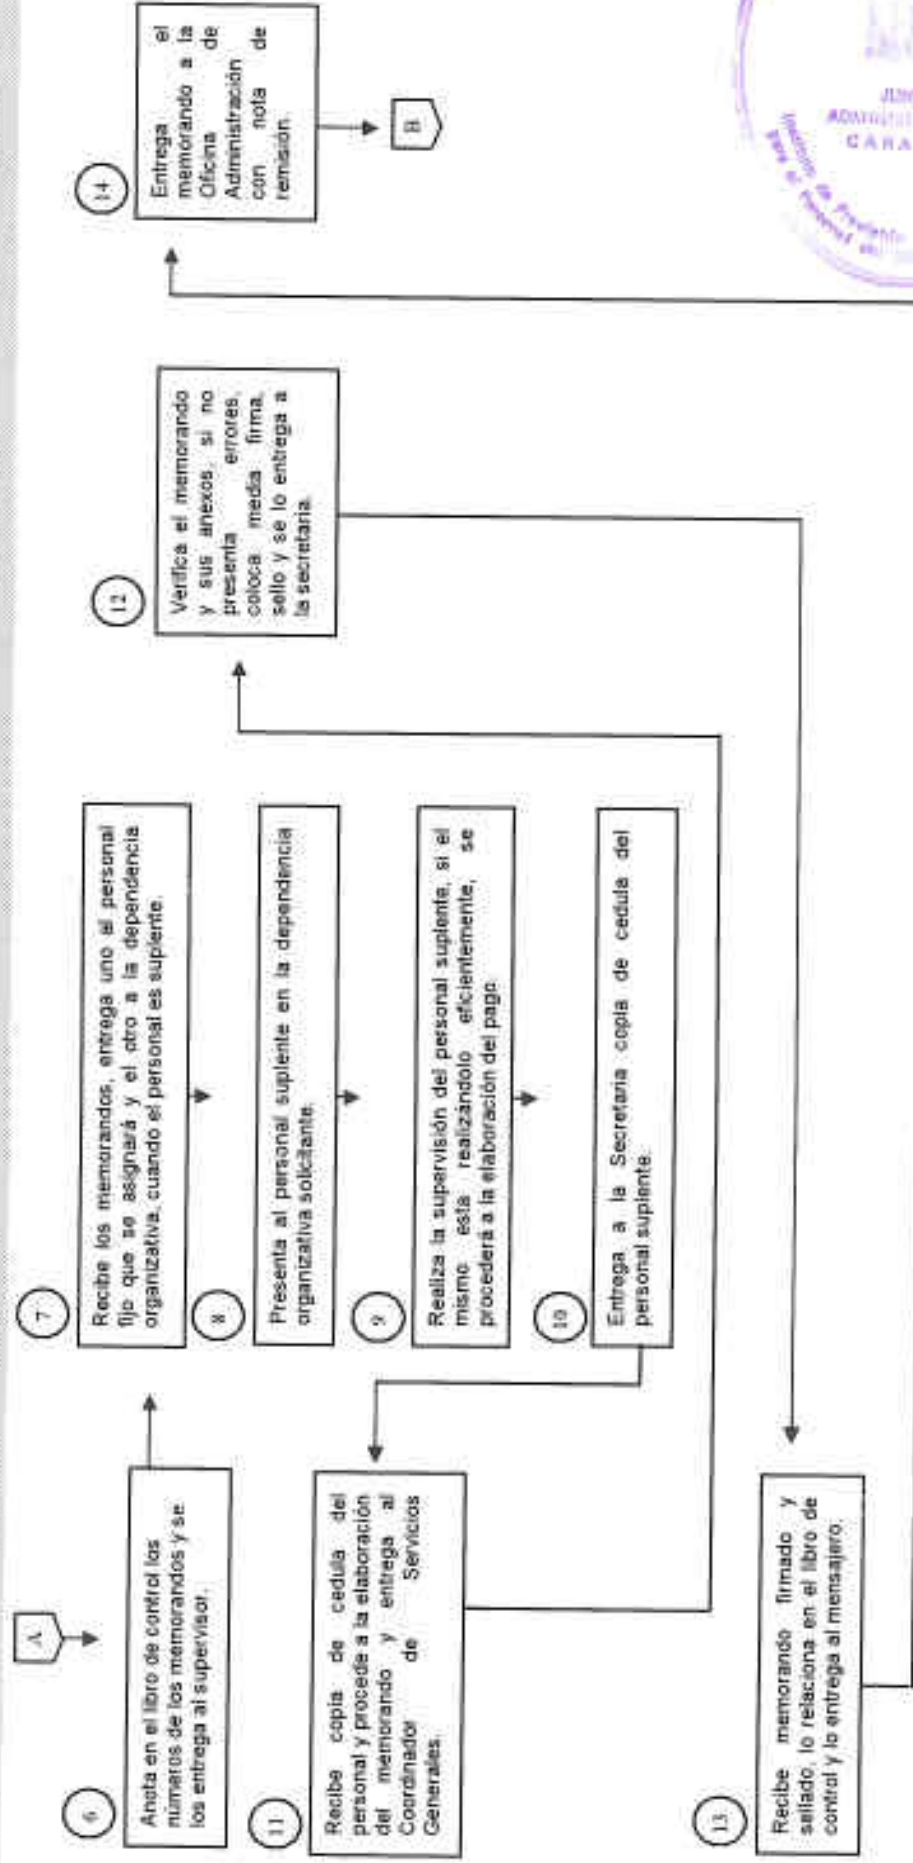 A
6
Anota en el libro de control los
números de los memorandos y se
los entrega al supervisor.
7
Recibe los memorandos, entrega uno al personal
fijo que se asignará y el otro a la dependencia
organizativa, cuando el personal es suplente.
8
Presenta al personal suplente en la dependencia
organizativa solicitante.
9
Realiza la supervisión del personal suplente, si el
mismo esta realizándolo eficientemente, se
procederá a la elaboración del pago.
10
Entrega a la Secretaria copia de cedula del
personal suplente.
11
Recibe copia de cedula del
personal y procede a la elaboración
del memorando y entrega al
Coordinador de Servicios
Generales.
12
Verifica el memorando
y sus anexos, si no
presenta errores,
coloca media firma,
sello y se lo entrega a
la secretaria.
13
Recibe memorando firmado y
sellado, lo relaciona en el libro de
control y lo entrega al mensajero.
14
Entrega el
memorando a la
Oficina de
Administración
con nota de
remisión.
B
Instituto de Previsión
para el Personal